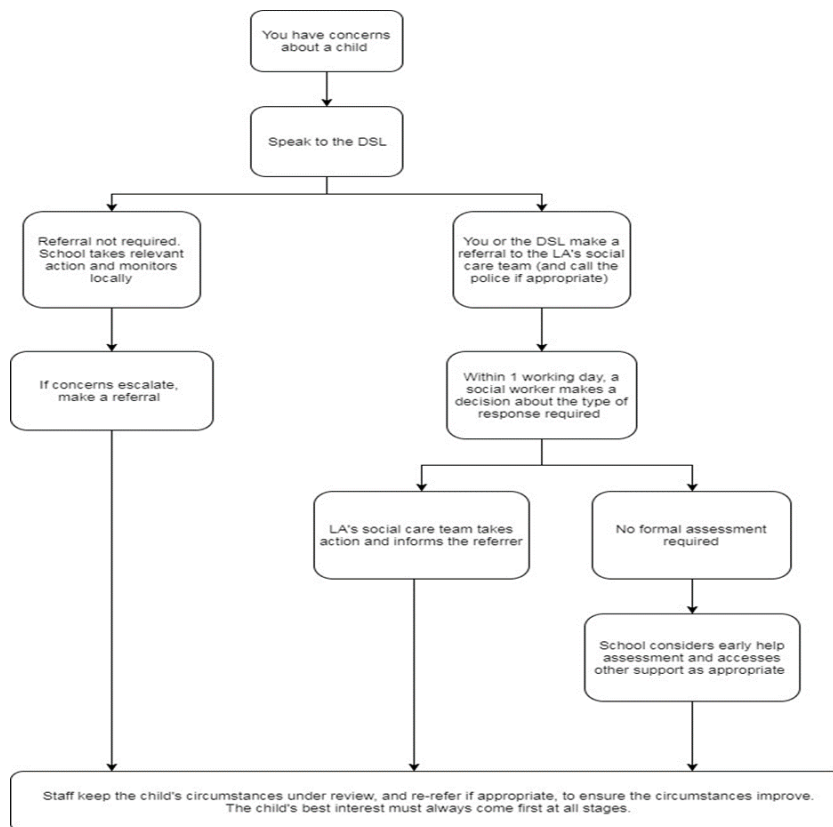 You have concerns
about a child
Speak to the DSL
Referral not required.
School takes relevant
action and monitors
locally
You or the DSL make a
referral to the LA's social
care team (and call the
police if appropriate)
If concerns escalate,
make a referral
Within 1 working day, a
social worker makes a
decision about the type of
response required
LA's social care team takes
action and informs the referrer
No formal assessment
required
School considers early help
assessment and accesses
other support as appropriate
Staff keep the child's circumstances under review, and re-refer if appropriate, to ensure the circumstances improve.
The child's best interest must always come first at all stages.